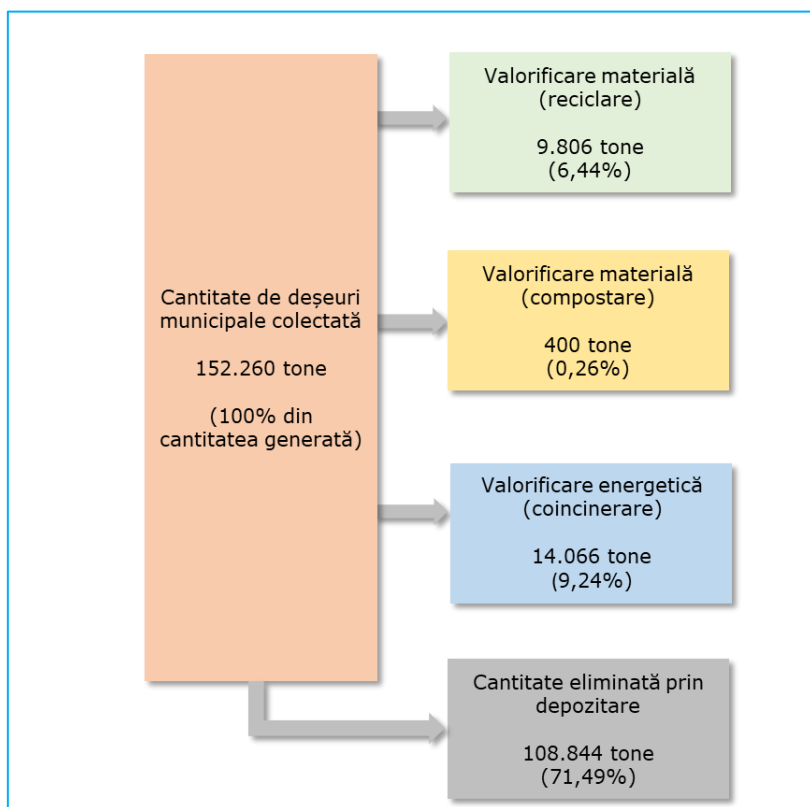 Cantitate de deșeuri
municipale colectată
152.260 tone
(100% din
cantitatea generată)
Valorificare materială
(reciclare)
9.806 tone
(6,44%)
Valorificare materială
(compostare)
400 tone
(0,26%)
Valorificare energetică
(coincinerare)
14.066 tone
(9,24%)
Cantitate eliminată prin
depozitare
108.844 tone
(71,49%)